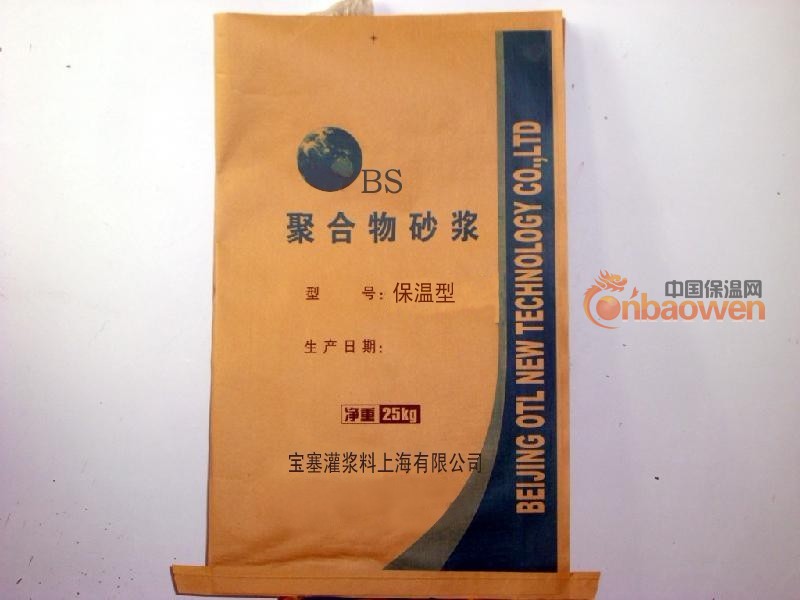 BS
聚合物砂浆
型 号：保温型
生产日期：
净重 25kg
宝塞灌浆料上海有限公司
BEIJING OTL NEW TECHNOLOGY CO.,LTD
中国保温网
Cnbaowen